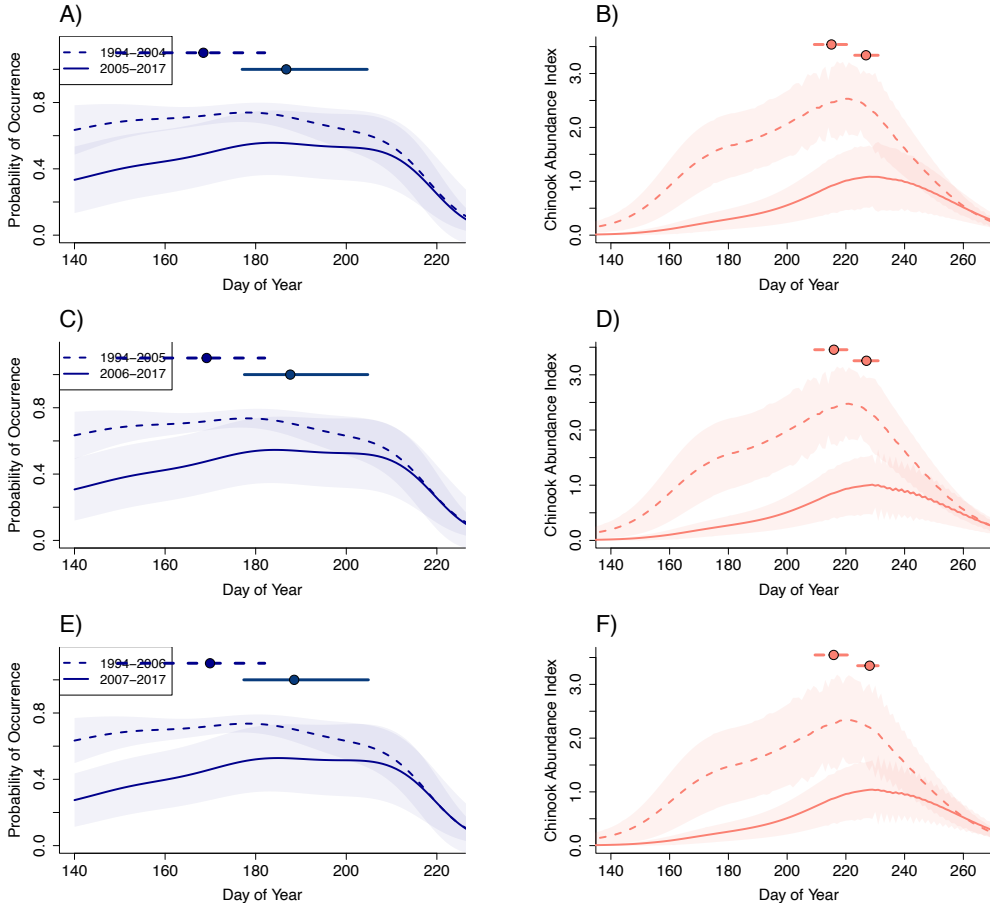 A)
1994−2004
2005−2017
Probability of Occurrence
0.0 0.4 0.8
140 160 180 200 220
Day of Year
B)
Chinook Abundance Index
0.0 1.0 2.0 3.0
140 160 180 200 220 240 260
Day of Year
C)
1994−2005
2006−2017
Probability of Occurrence
0.0 0.4 0.8
140 160 180 200 220
Day of Year
D)
Chinook Abundance Index
0.0 1.0 2.0 3.0
140 160 180 200 220 240 260
Day of Year
E)
1994−2006
2007−2017
Probability of Occurrence
0.0 0.4 0.8
140 160 180 200 220
Day of Year
F)
Chinook Abundance Index
0.0 1.0 2.0 3.0
140 160 180 200 220 240 260
Day of Year